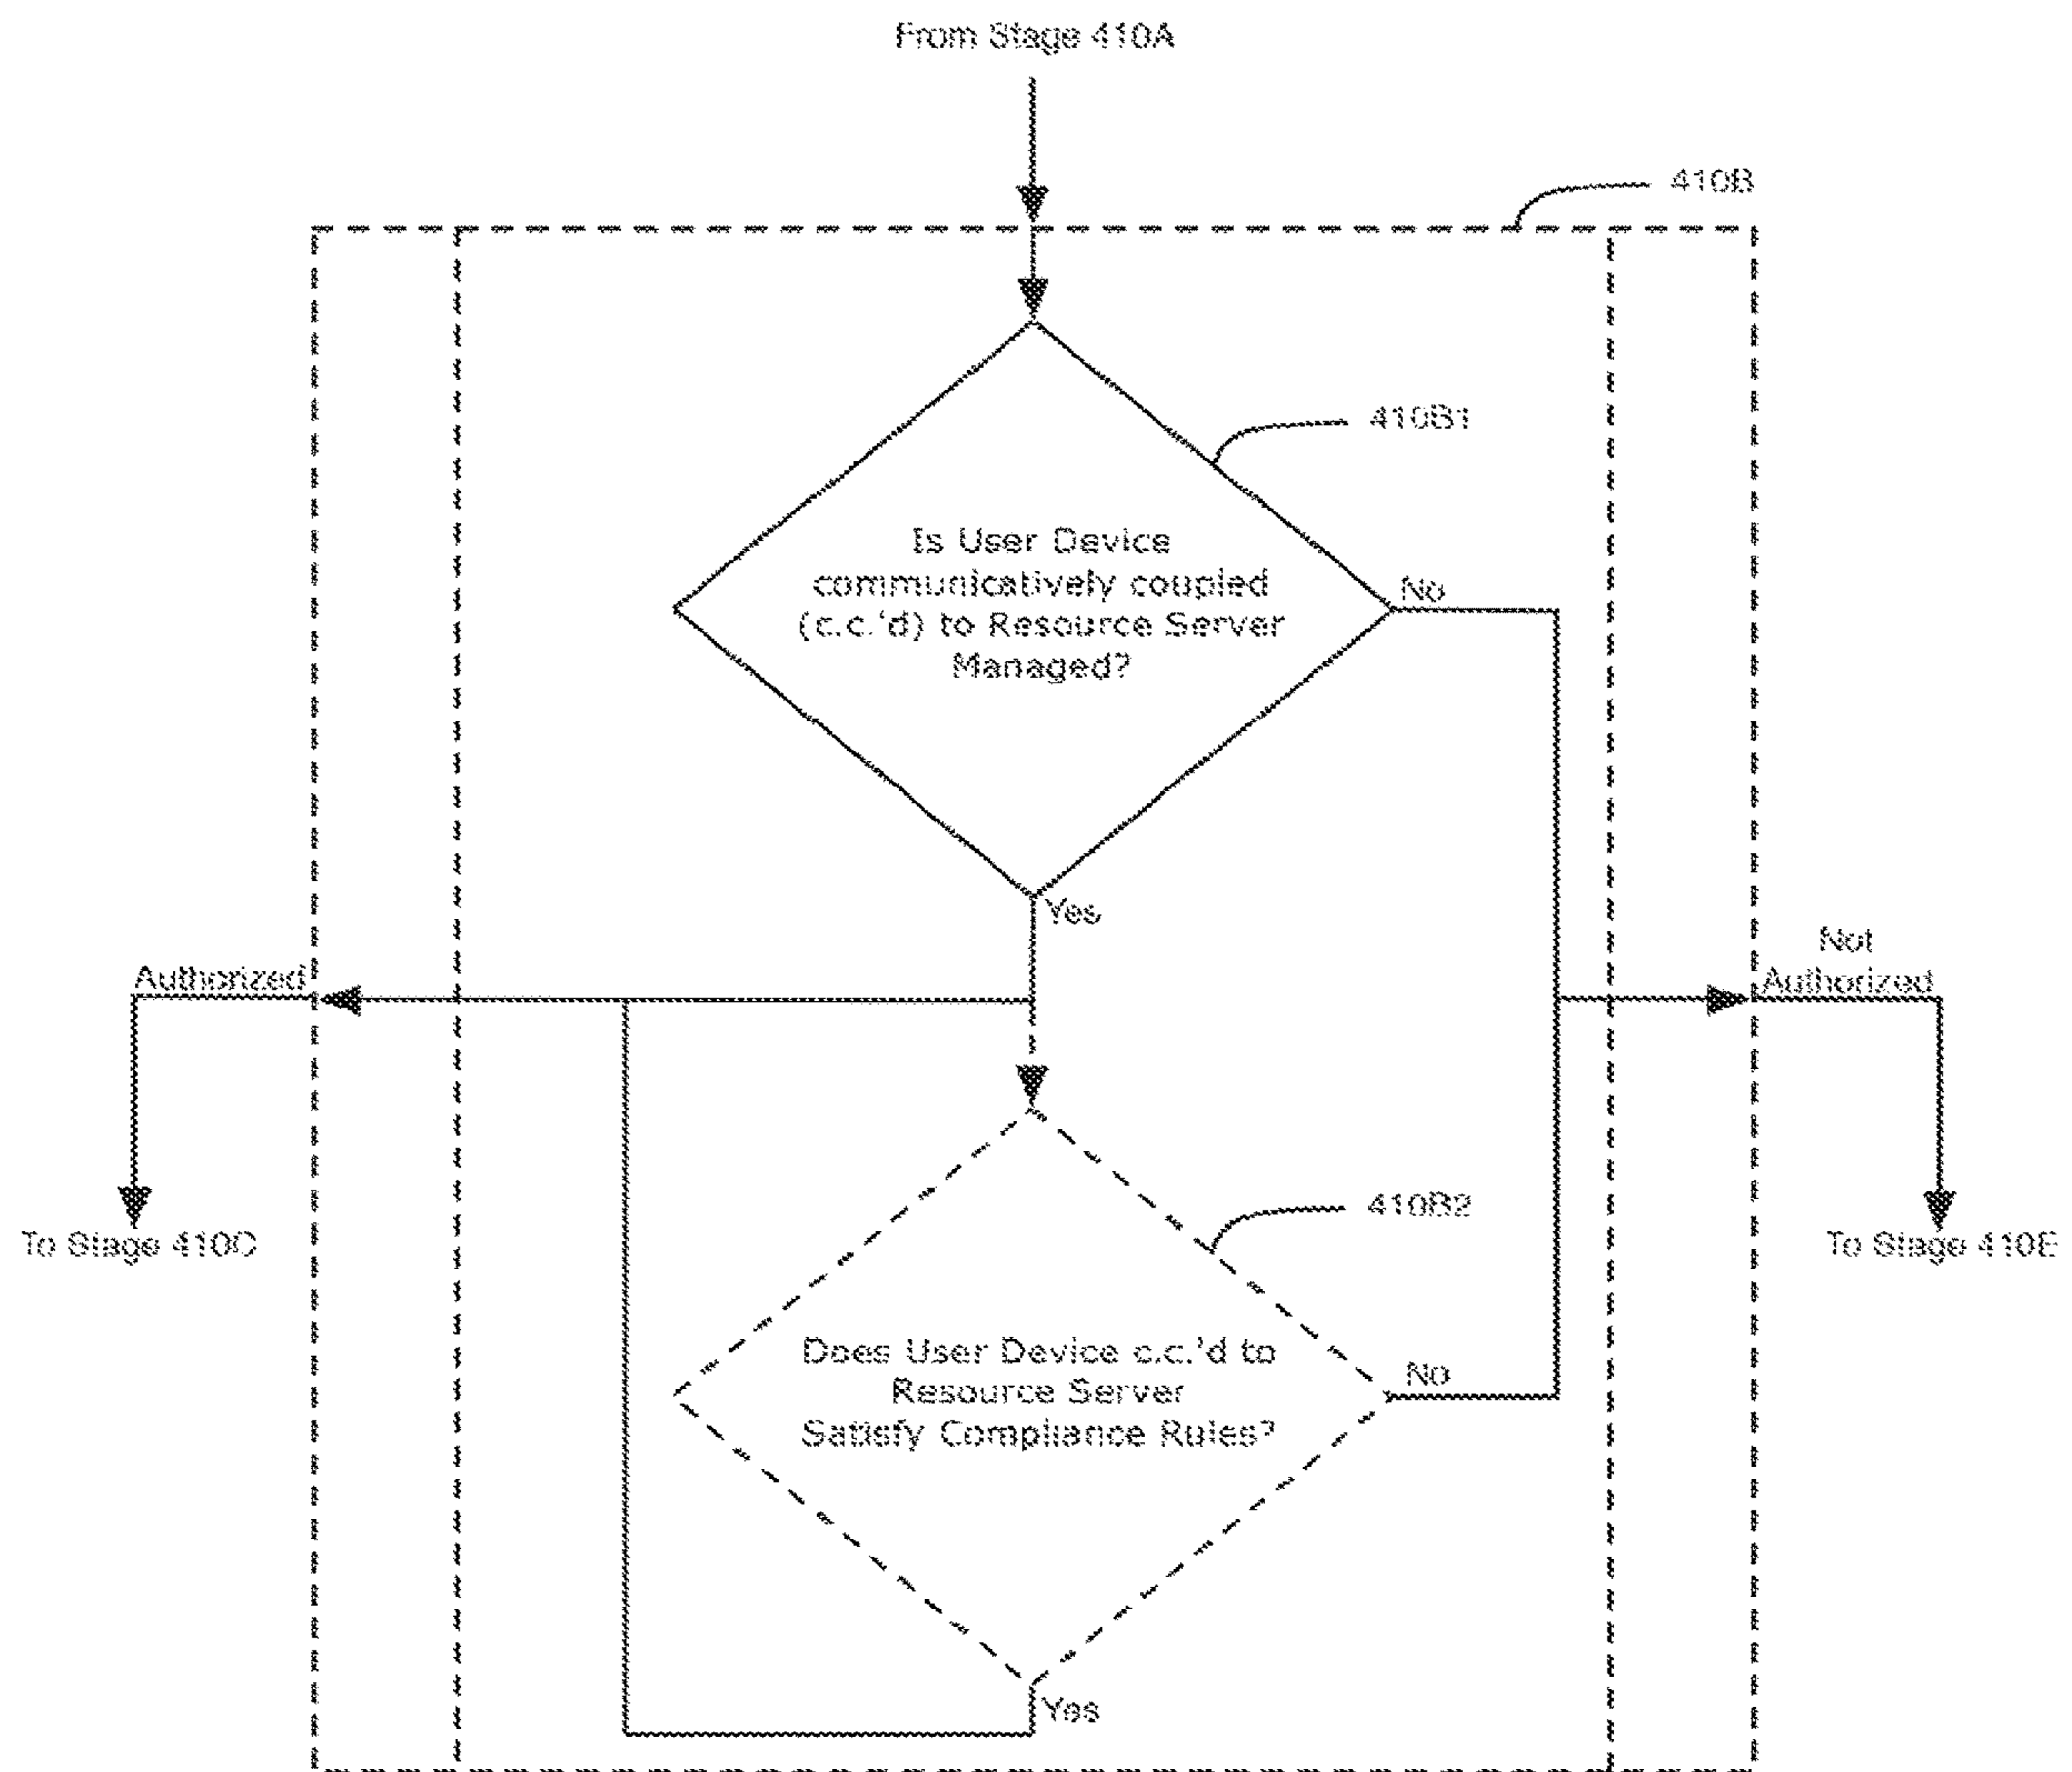 From Stage 410A
410B
410B1
Is User Device
communicatively coupled
(c.c.'d) to Resource Server
Managed?
No
Yes
Authorized
Not
Authorized
To Stage 410C
410B2
To Stage 410E
Does User Device c.c.'d to
Resource Server
Satisfy Compliance Rules?
No
Yes